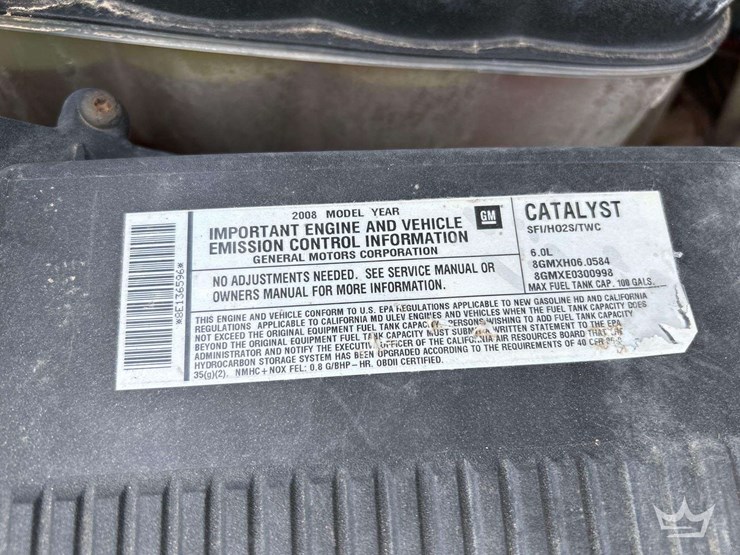 2008 MODEL YEAR
IMPORTANT ENGINE AND VEHICLE
EMISSION CONTROL INFORMATION
GENERAL MOTORS CORPORATION
GM
NO ADJUSTMENTS NEEDED. SEE SERVICE MANUAL OR
OWNERS MANUAL FOR MORE INFORMATION.
CATALYST
SFI/HO2S/TWC
6.0L
8GMXH06.0584
8GMXE0300998
MAX FUEL TANK CAP. 100 GALS.
THIS ENGINE AND VEHICLE CONFORM TO U.S. EPA REGULATIONS APPLICABLE TO NEW GASOLINE HD AND CALIFORNIA
REGULATIONS APPLICABLE TO CALIFORNIA MD ULEV ENGINES AND VEHICLES WHEN THE FUEL TANK CAPACITY DOES
NOT EXCEED THE ORIGINAL EQUIPMENT FUEL TANK CAPACITY. PERSONS WISHING TO ADD FUEL TANK CAPACITY
BEYOND THE ORIGINAL EQUIPMENT FUEL TANK CAPACITY MUST SUBMIT WRITTEN STATEMENT TO THE EPA
ADMINISTRATOR AND NOTIFY THE EXECUTIVE OFFICER OF THE CALIFORNIA AIR RESOURCES BOARD THAT
HYDROCARBON STORAGE SYSTEM HAS BEEN UPGRADED ACCORDING TO THE REQUIREMENTS OF 40 CFR
35(g)(2). NMHC+NOX FEL: 0.8 G/BHP-HR. OBDII CERTIFIED.
*8E136596*